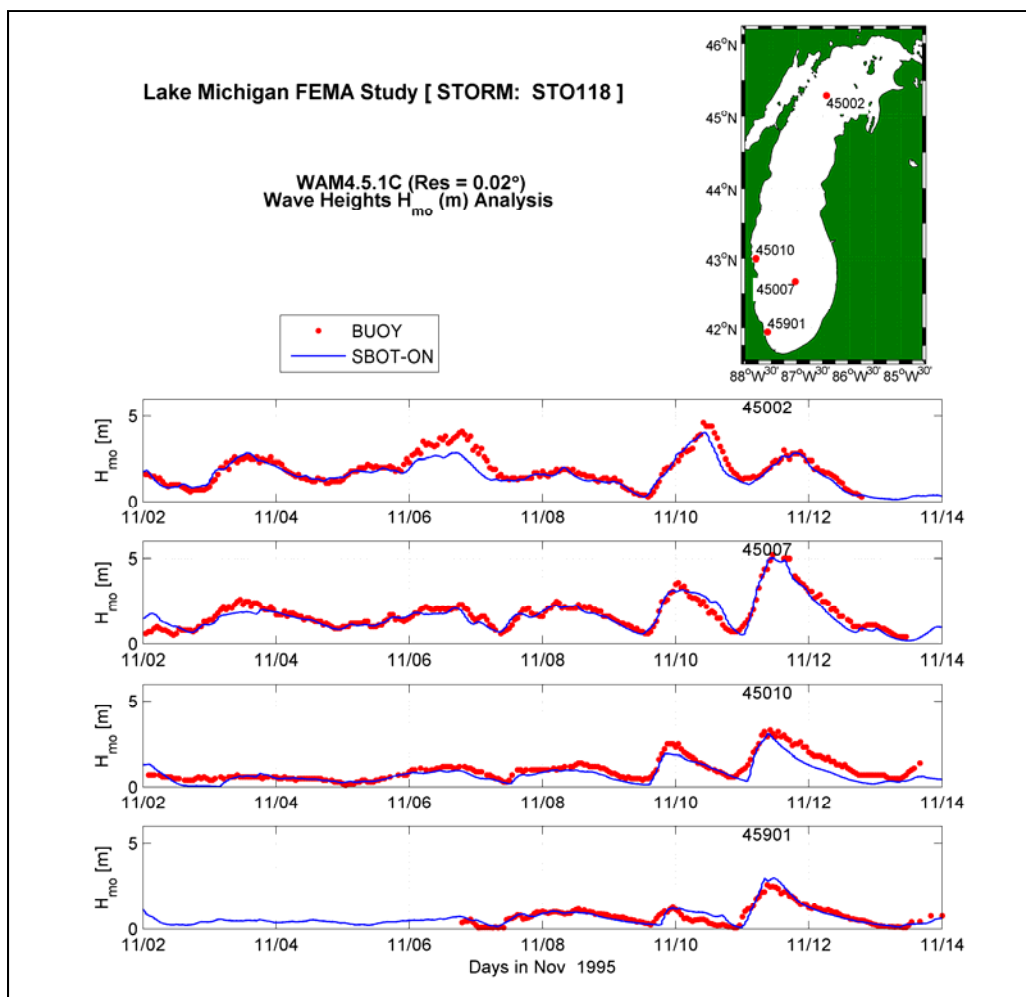 Lake Michigan FEMA Study [ STORM: STO118 ]
WAM4.5.1C (Res = 0.02°)
Wave Heights Hmo (m) Analysis
BUOY
SBOT-ON
46°N
45°N
44°N
43°N
42°N
45002
45010
45007
45901
88°W30' 87°W30' 86°W30' 85°W30'
45002
Hmo [m]
5
0
11/02 11/04 11/06 11/08 11/10 11/12 11/14
45007
Hmo [m]
5
0
11/02 11/04 11/06 11/08 11/10 11/12 11/14
45010
Hmo [m]
5
0
11/02 11/04 11/06 11/08 11/10 11/12 11/14
45901
Hmo [m]
5
0
11/02 11/04 11/06 11/08 11/10 11/12 11/14
Days in Nov 1995